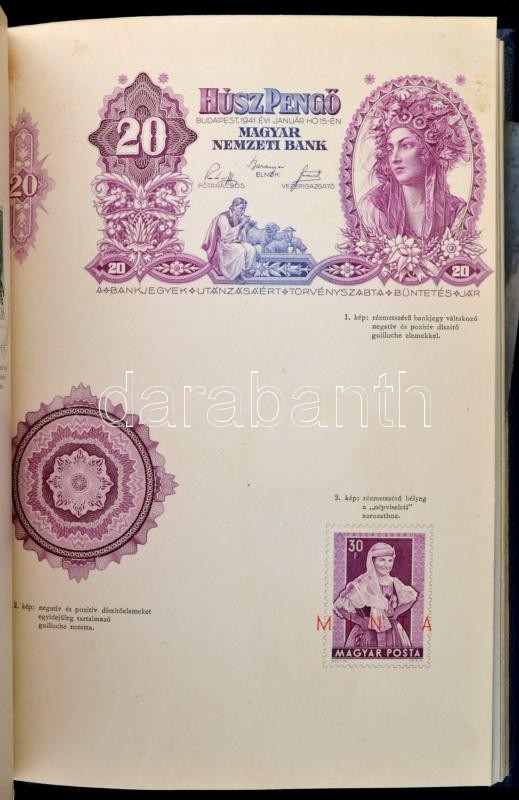 20
HÚSZ PENGŐ
BUDAPEST, 1941 ÉVI JANUÁR HÓ 15-ÉN
MAGYAR
NEMZETI BANK
ELNÖK
FŐTANÁCSOS
VEZÉRIGAZGATÓ
20
20
20
A · BANKJEGYEK · UTÁNZÁSÁÉRT · TÖRVÉNYSZABTA · BÜNTETÉS · JÁR
1. kép: rézmetszésű bankjegy váltakozó
negatív és pozitív díszítő
guilloche elemekkel.
darabanth
3. kép: rézmetszésű bélyeg
a „népviseleti"
sorozathoz.
30
MINTA
MAGYAR POSTA
2. kép: negatív és pozitív díszítőelemeket
egyidejűleg tartalmazó
guilloche rozetta.